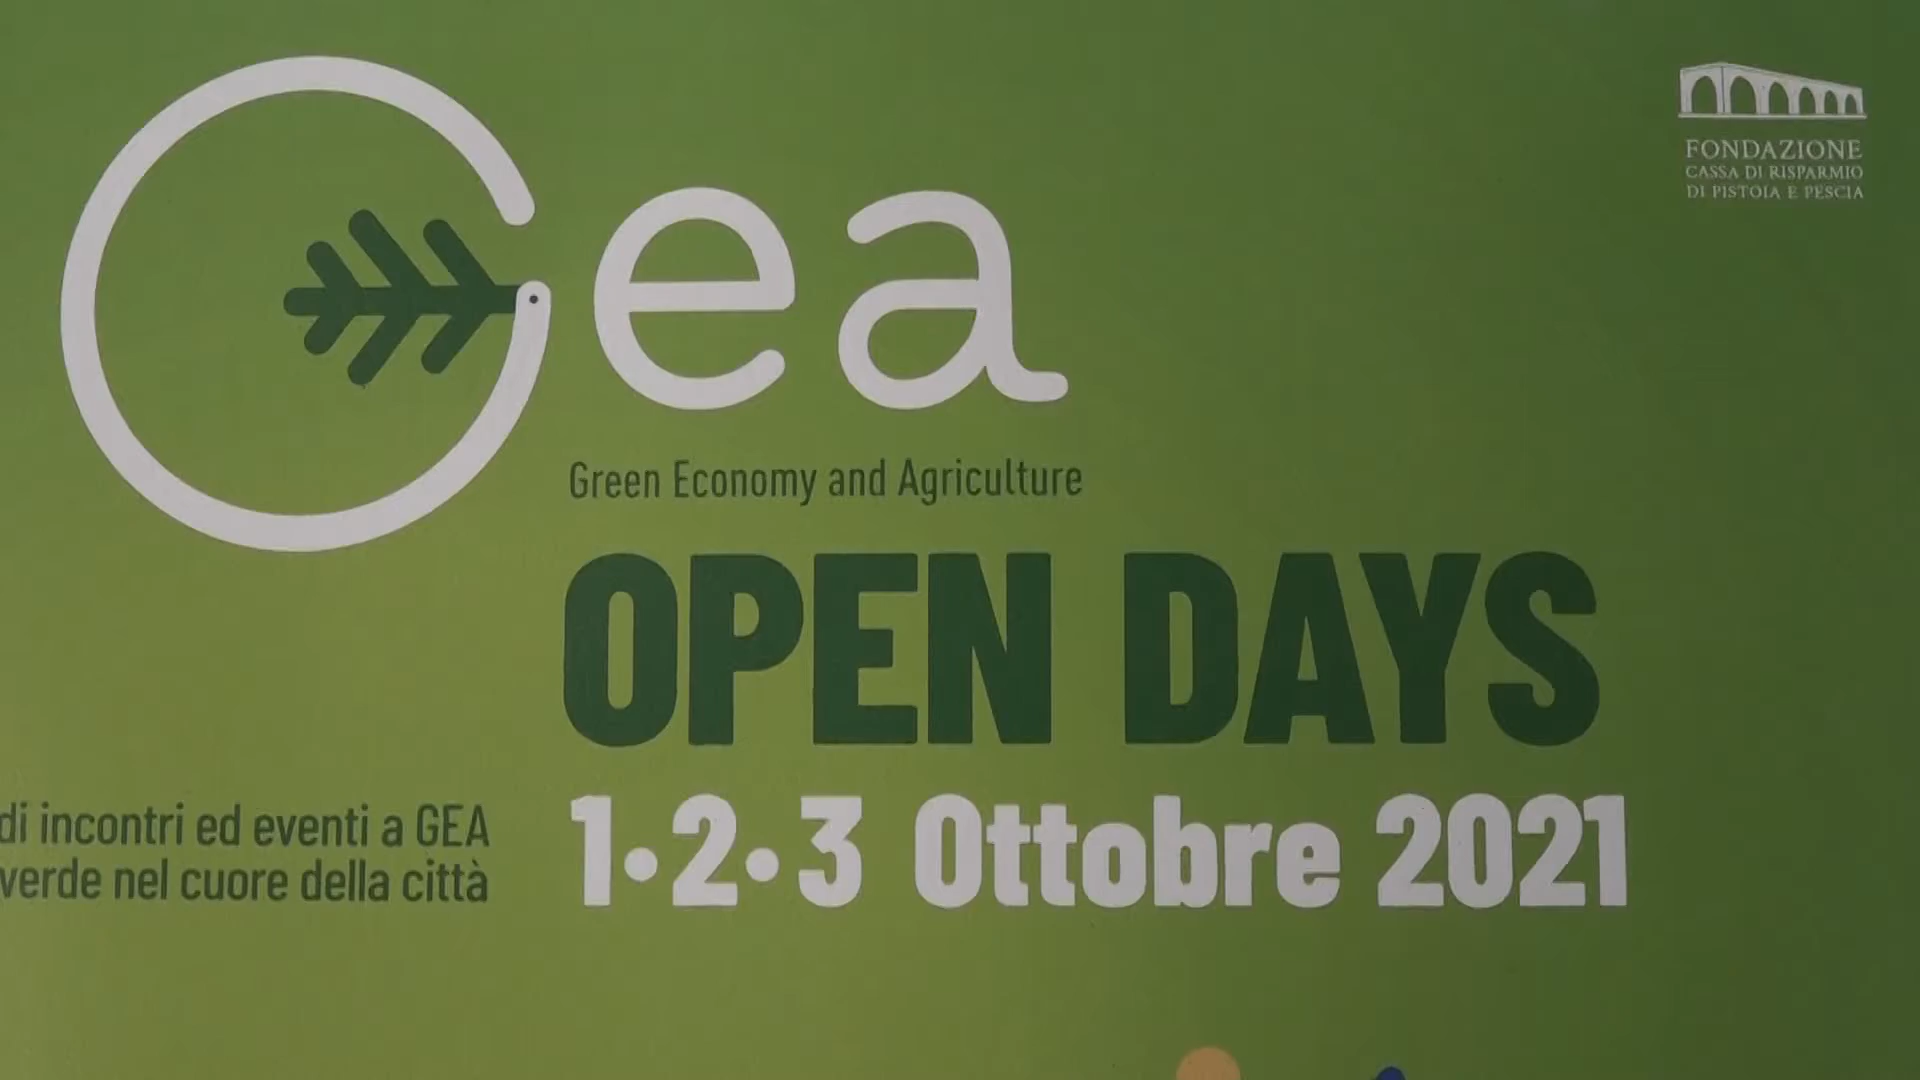 Gea
FONDAZIONE
CASSA DI RISPARMIO
DI PISTOIA E PESCIA
Green Economy and Agriculture
OPEN DAYS
1•2•3 Ottobre 2021
di incontri ed eventi a GEA
verde nel cuore della città